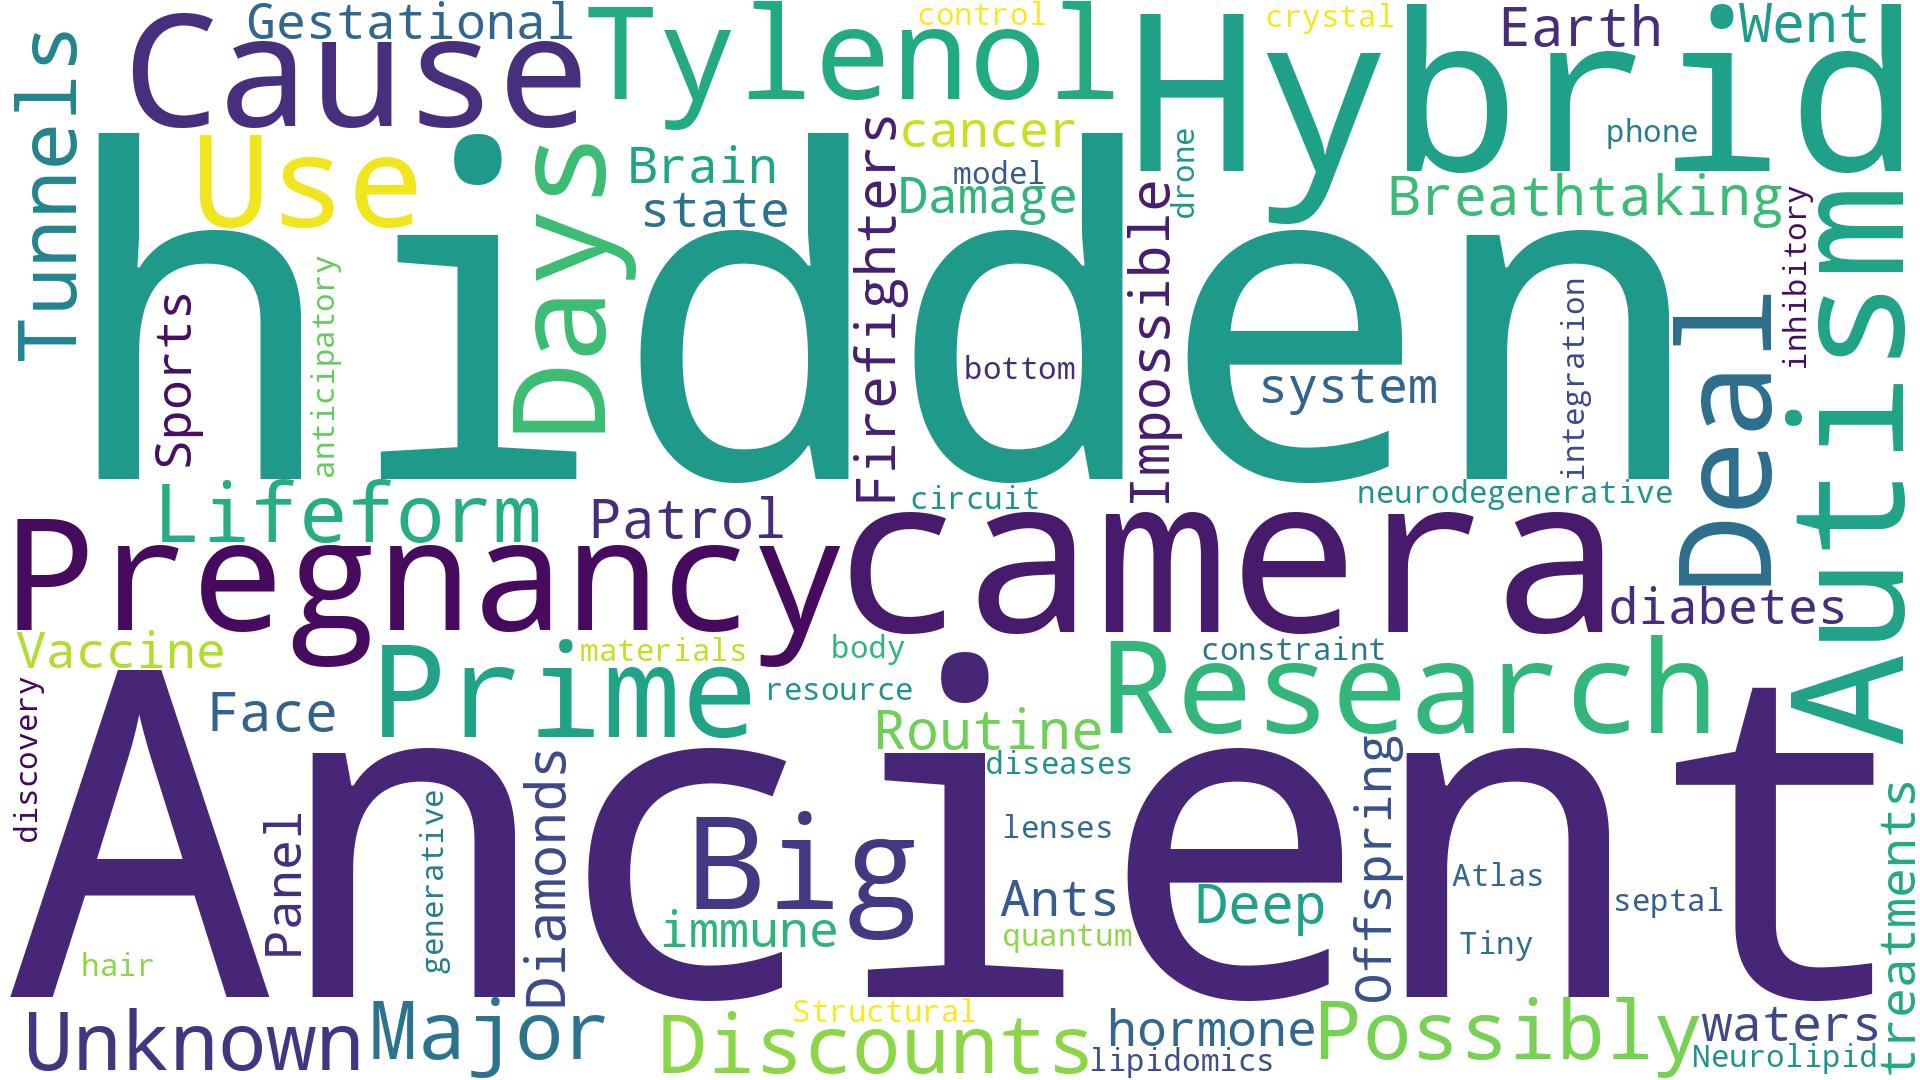 Tunnels
Gestational
Cause
Tylenol
control
Hybrid
crystal
Earth
Went
phone
Use
Days
Brain
state
Firefighters
cancer
model
Damage
Impossible
drone
Breathtaking
inhibitory
Autism
hidden
Sports
anticipatory
bottom
system
integration
Deal
Lifeform
Patrol
circuit
neurodegenerative
Pregnancy
camera
diabetes
Vaccine
materials
body
constraint
Prime
resource
Research
discovery
Face
Routine
diseases
Ancient
Panel
generative
Diamonds
Big
immune
lenses
Ants
quantum
Deep
Offspring
Atlas
Tiny
septal
treatments
hair
Unknown
Major
Structural
Discounts
hormone
lipidomics
Possibly
waters
Neurolipid